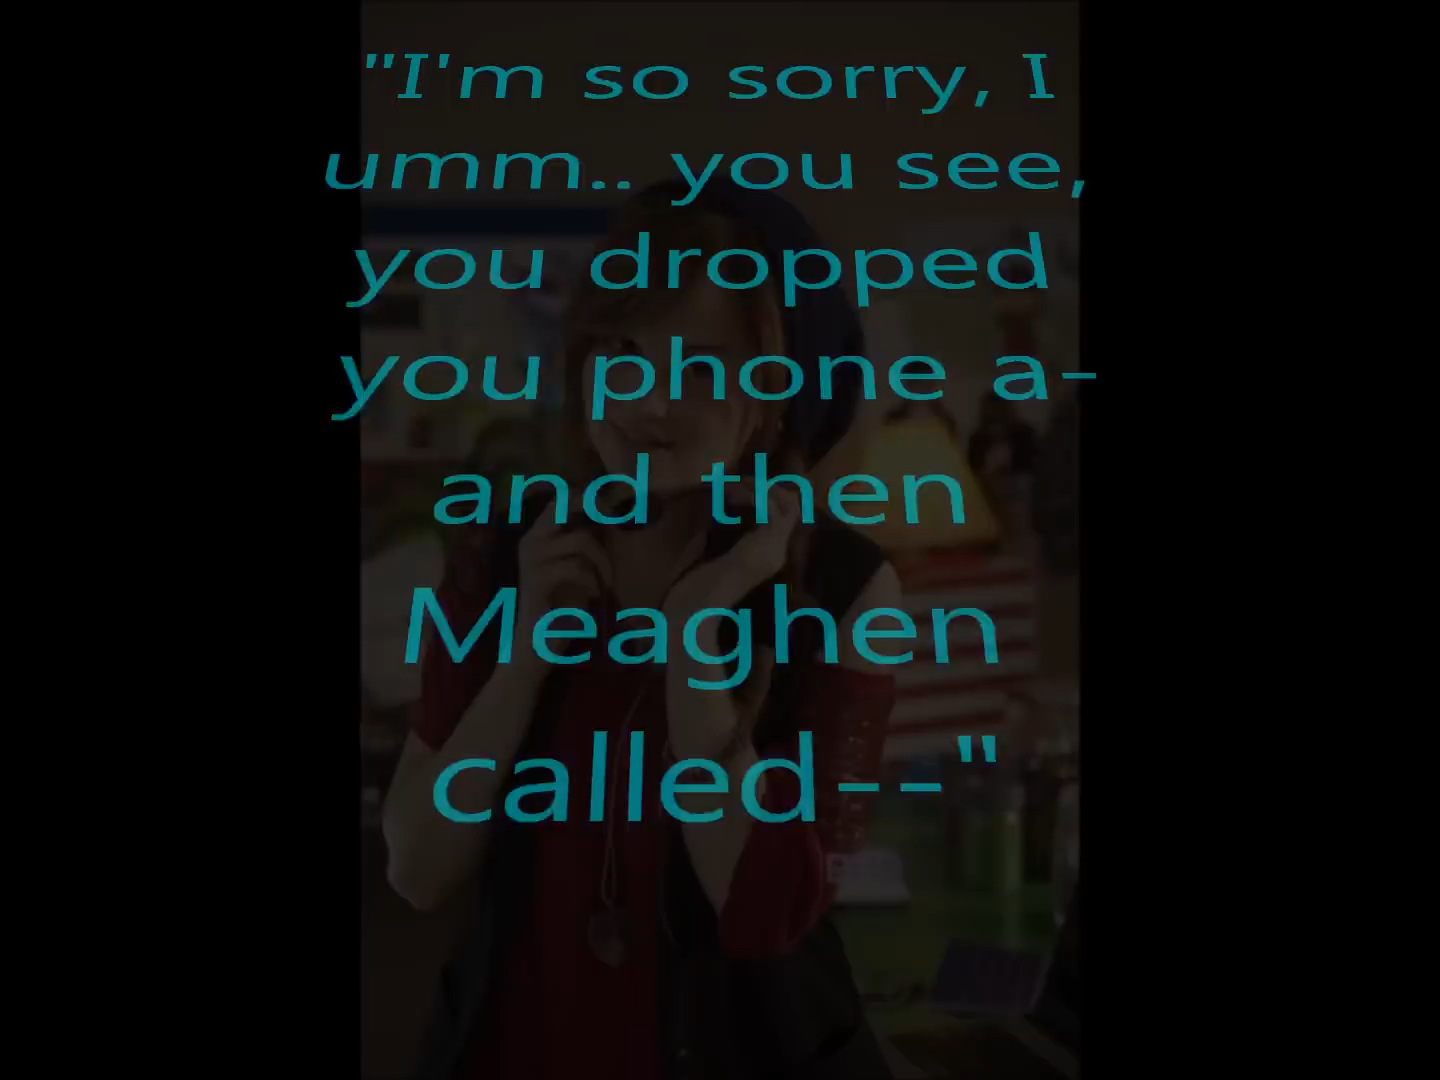 "I'm so sorry, I
umm.. you see,
you dropped
you phone a-
and then
Meaghen
called--"